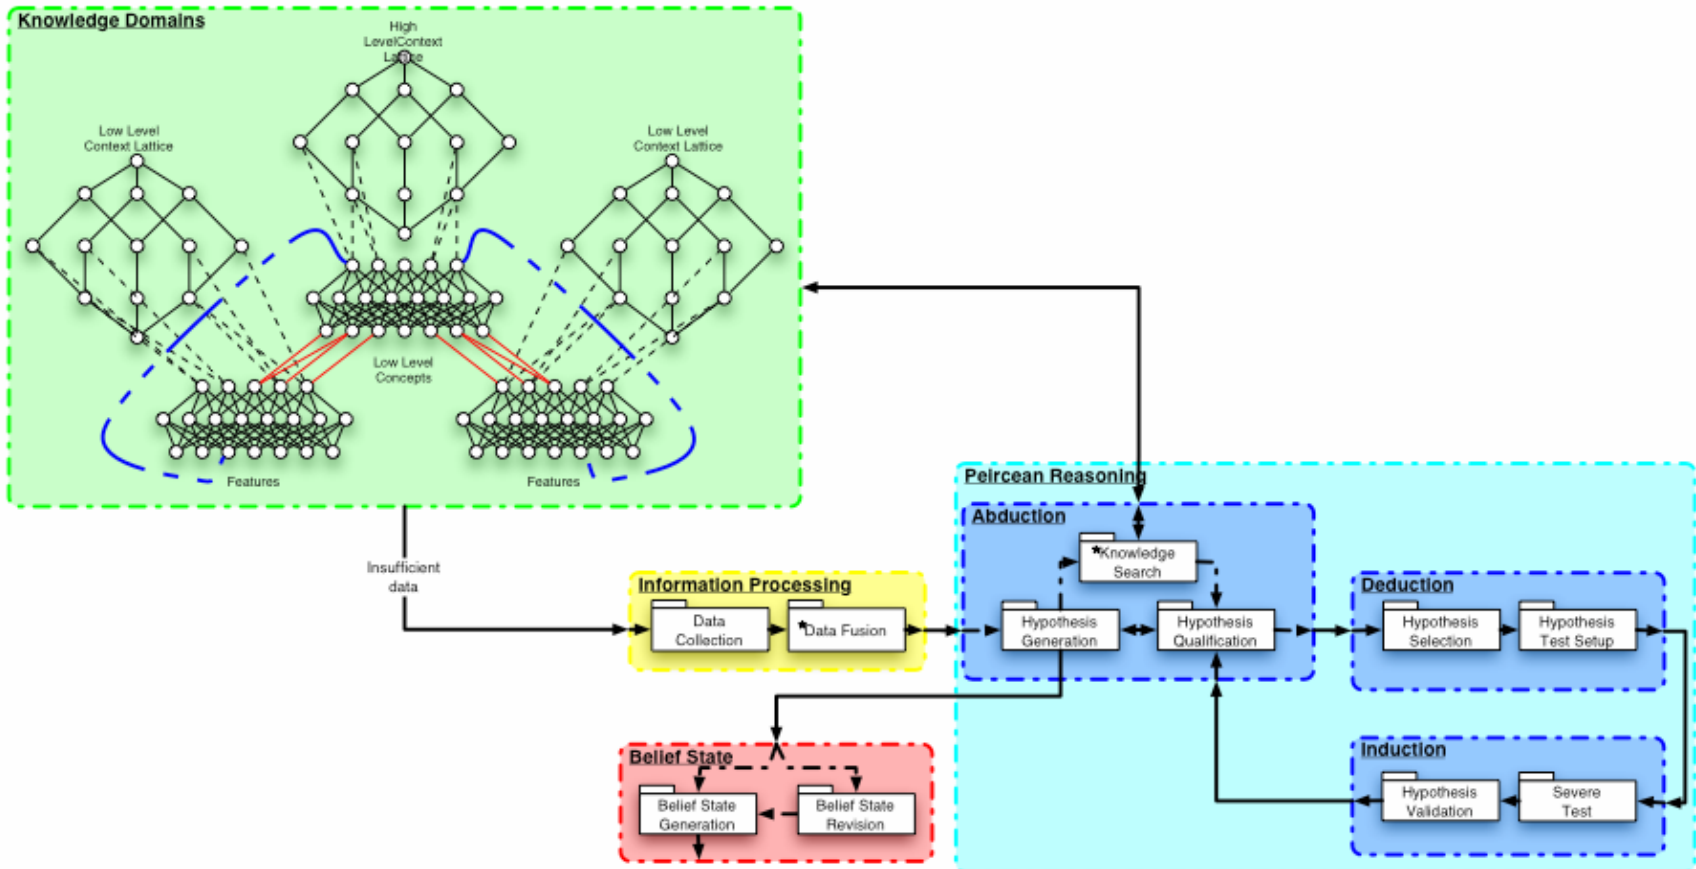 Knowledge Domains
High
LevelContext
Lattice
Low Level
Context Lattice
Low Level
Context Lattice
Low Level
Concepts
Features
Features
Insufficient
data
Information Processing
Data
Collection
*Data Fusion
Peircean Reasoning
Abduction
*Knowledge
Search
Hypothesis
Generation
Hypothesis
Qualification
Deduction
Hypothesis
Selection
Hypothesis
Test Setup
Belief State
Belief State
Generation
Belief State
Revision
Induction
Hypothesis
Validation
Severe
Test